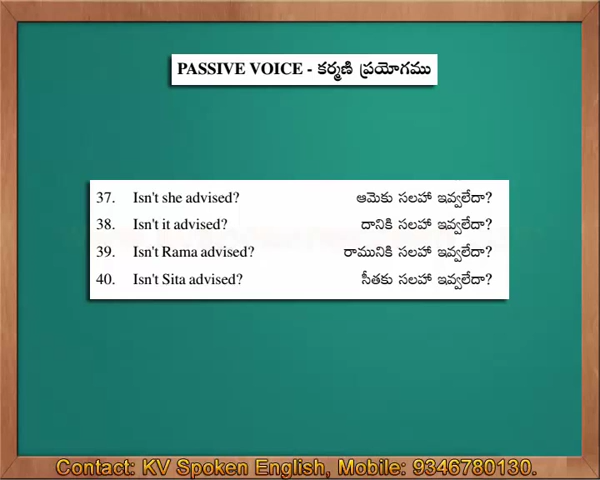 PASSIVE VOICE - కర్మణి ప్రయోగము
37. Isn't she advised? ఆమెకు సలహా ఇవ్వలేదా?
38. Isn't it advised? దానికి సలహా ఇవ్వలేదా?
39. Isn't Rama advised? రామునికి సలహా ఇవ్వలేదా?
40. Isn't Sita advised? సీతకు సలహా ఇవ్వలేదా?
Contact: KV Spoken English, Mobile: 9346780130.